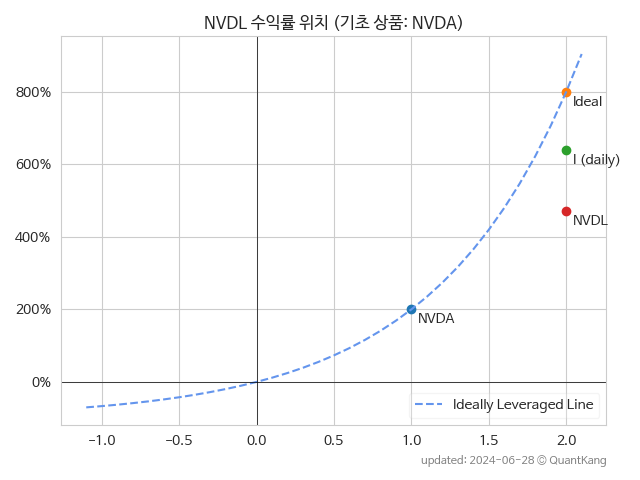 NVDL 수익률 위치 (기초 상품: NVDA)
800%
Ideal
I (daily)
600%
NVDL
400%
200%
NVDA
0%
Ideally Leveraged Line
−1.0
−0.5
0.0
0.5
1.0
1.5
2.0
updated: 2024-06-28 © QuantKang